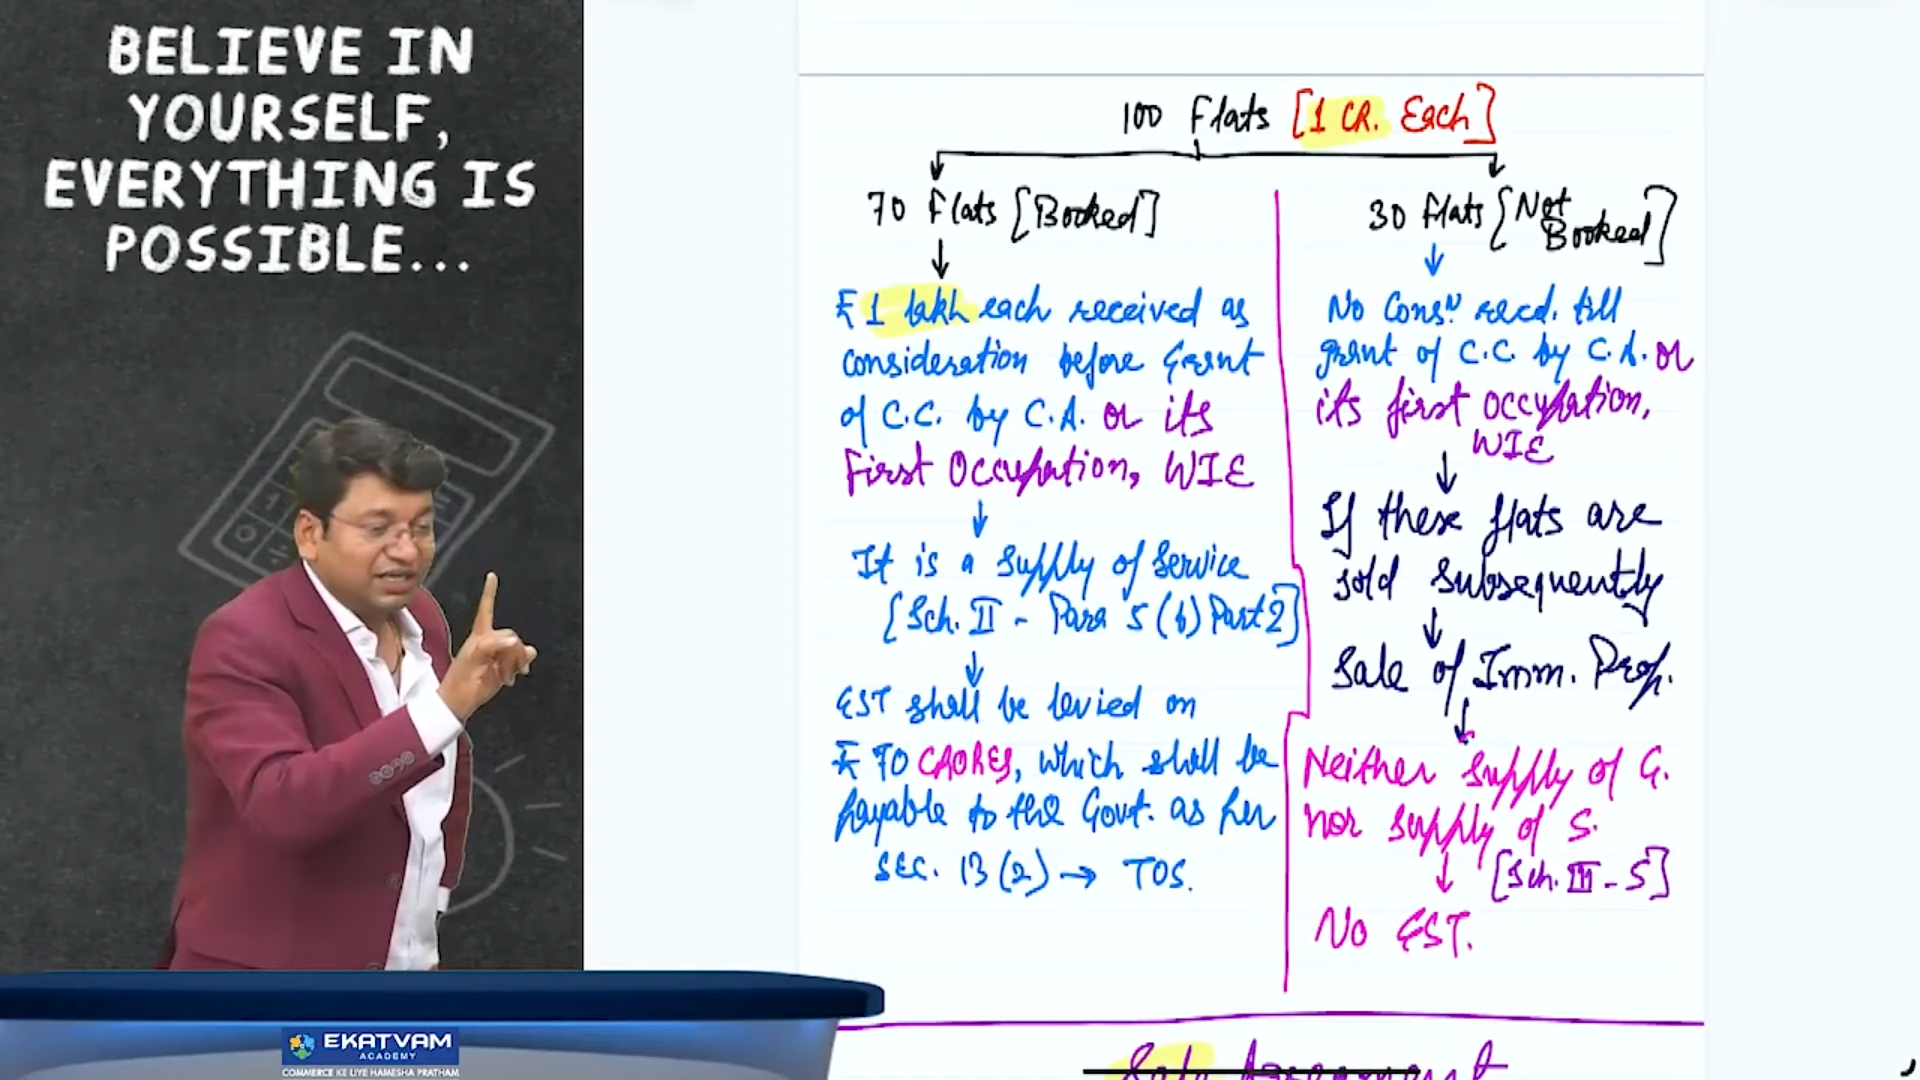 BELIEVE IN
YOURSELF,
EVERYTHING IS
POSSIBLE...
100 Flats [1 CR. Each]
70 Flats [Booked]
₹ 1 lakh each received as
consideration before Grant
of C.C. by C.A. or its
First Occupation, WIE
It is a Supply of Service
[Sch. II - Para 5 (b) Part 2]
GST shall be levied on
₹ 70 CRORES, which shall be
payable to the Govt. as per
SEC. 13 (2) → TOS.
30 Flats [Not
Booked]
No Consⁿ. recd. till
grant of C.C. by C.A. or
its first occupation,
WIE
If these flats are
sold subsequently
Sale of Imm. Prop.
Neither Supply of G.
nor supply of S.
[Sch. III - 5]
No GST.
EKATVAM
ACADEMY
COMMERCE KE LIYE HAMESHA PRATHAM